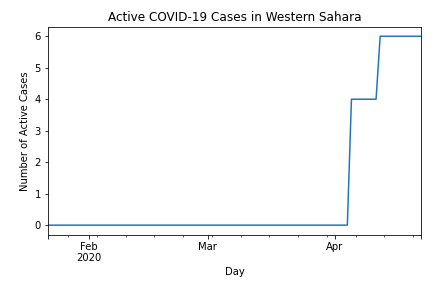 Active COVID-19 Cases in Western Sahara
Number of Active Cases
6
5
4
3
2
1
0
Feb
2020
Mar
Apr
Day